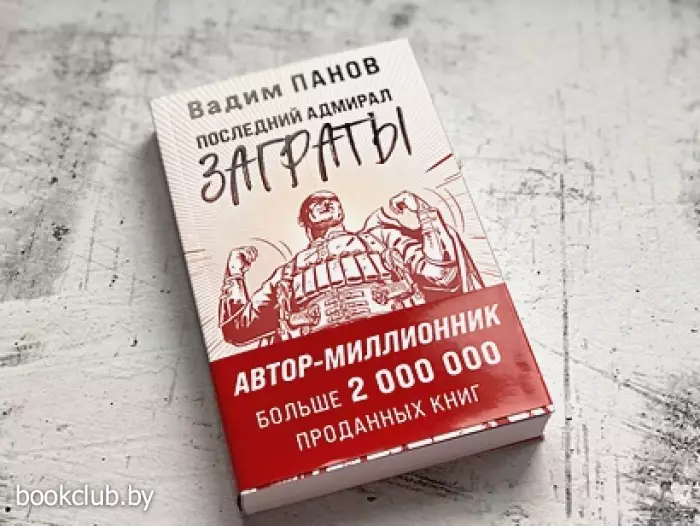 Вадим ПАНОВ
ПОСЛЕДНИЙ АДМИРАЛ
ЗАГРАТЫ
АВТОР-МИЛЛИОННИК
БОЛЬШЕ 2 000 000
ПРОДАННЫХ КНИГ
bookclub.by